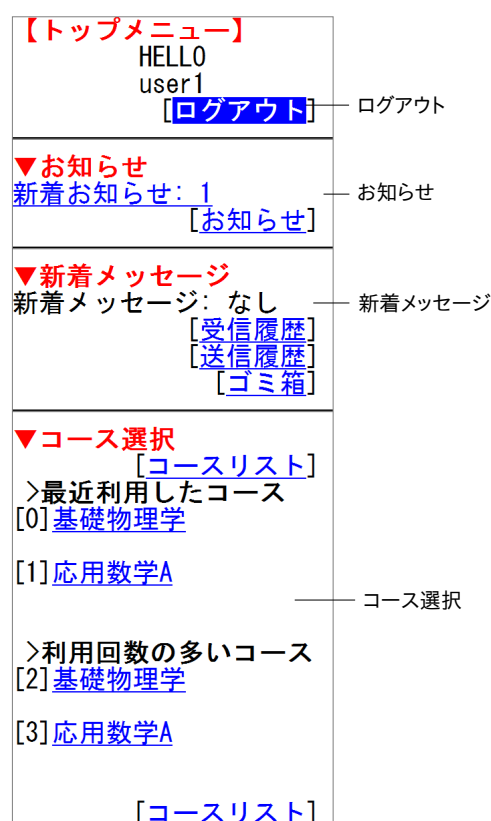 【トップメニュー】
HELLO
user1
[ログアウト]
ログアウト
▼お知らせ
新着お知らせ: 1
お知らせ
[お知らせ]
▼新着メッセージ
新着メッセージ: なし
新着メッセージ
[受信履歴]
[送信履歴]
[ゴミ箱]
▼コース選択
[コースリスト]
>最近利用したコース
[0]基礎物理学
[1]応用数学A
コース選択
>利用回数の多いコース
[2]基礎物理学
[3]応用数学A
[コースリスト]